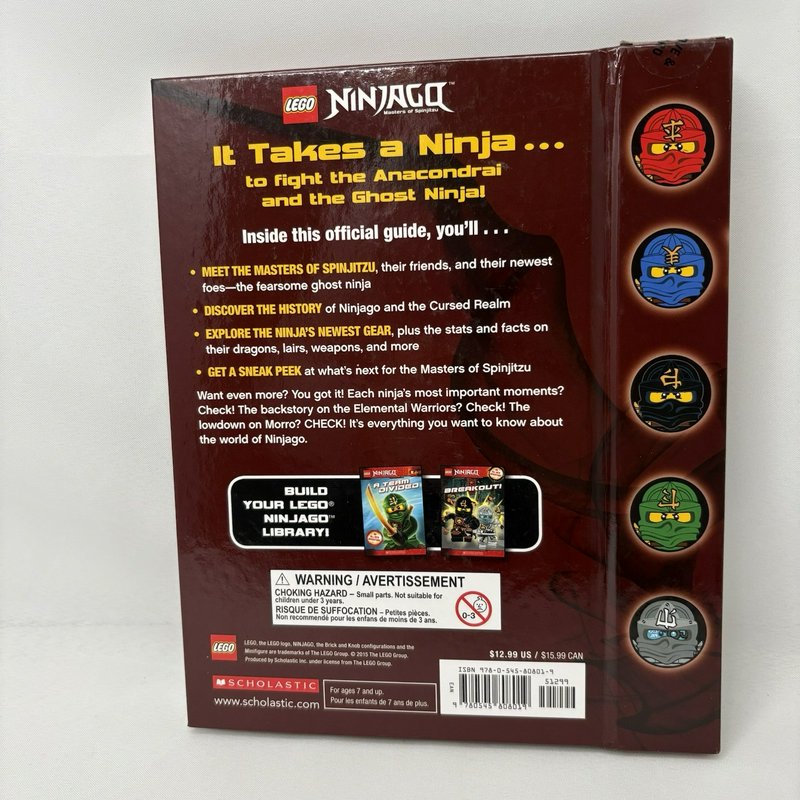 LEGO NINJAGO™
Masters of Spinjitzu
It Takes a Ninja...
to fight the Anacondrai
and the Ghost Ninja!
Inside this official guide, you'll . . .
• MEET THE MASTERS OF SPINJITZU, their friends, and their newest
foes—the fearsome ghost ninja
• DISCOVER THE HISTORY of Ninjago and the Cursed Realm
• EXPLORE THE NINJA'S NEWEST GEAR, plus the stats and facts on
their dragons, lairs, weapons, and more
• GET A SNEAK PEEK at what's next for the Masters of Spinjitzu
Want even more? You got it! Each ninja's most important moments?
Check! The backstory on the Elemental Warriors? Check! The
lowdown on Morro? CHECK! It's everything you want to know about
the world of Ninjago.
BUILD
YOUR LEGO®
NINJAGO™
LIBRARY!
NINJAGO
A TEAM
DIVIDED
NINJAGO
BREAKOUT!
WARNING / AVERTISSEMENT
CHOKING HAZARD – Small parts. Not suitable for
children under 3 years.
RISQUE DE SUFFOCATION – Petites pièces.
Non recommendé pour les enfans de moins de 3 ans.
0-3
LEGO
LEGO, the LEGO logo, NINJAGO, the Brick and Knob configurations and the
Minifigure are trademarks of The LEGO Group. © 2015 The LEGO Group.
Produced by Scholastic Inc. under license from The LEGO Group.
$12.99 US / $15.99 CAN
SCHOLASTIC
www.scholastic.com
For ages 7 and up.
Pour les enfants de 7 ans de plus.
ISBN 978-0-545-80801-9
51299
EAN
9 780545 808019